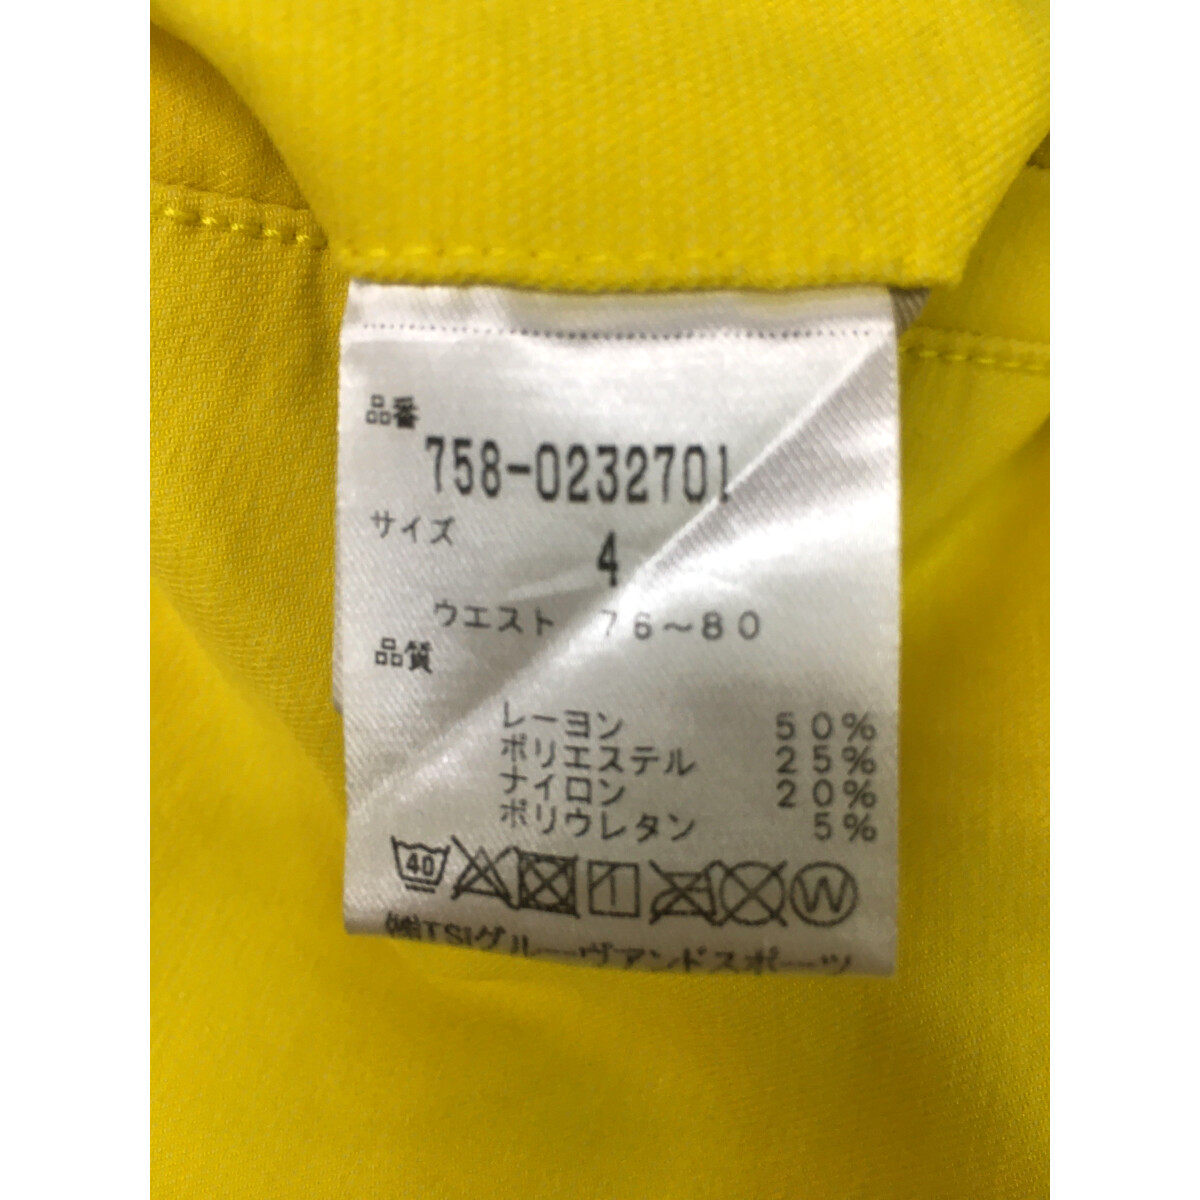 品番
758-0232701
サイズ 4
ウエスト 76〜80
品質
レーヨン 50%
ポリエステル 25%
ナイロン 20%
ポリウレタン 5%
40 W
㈱TSIグルーヴアンドスポーツ